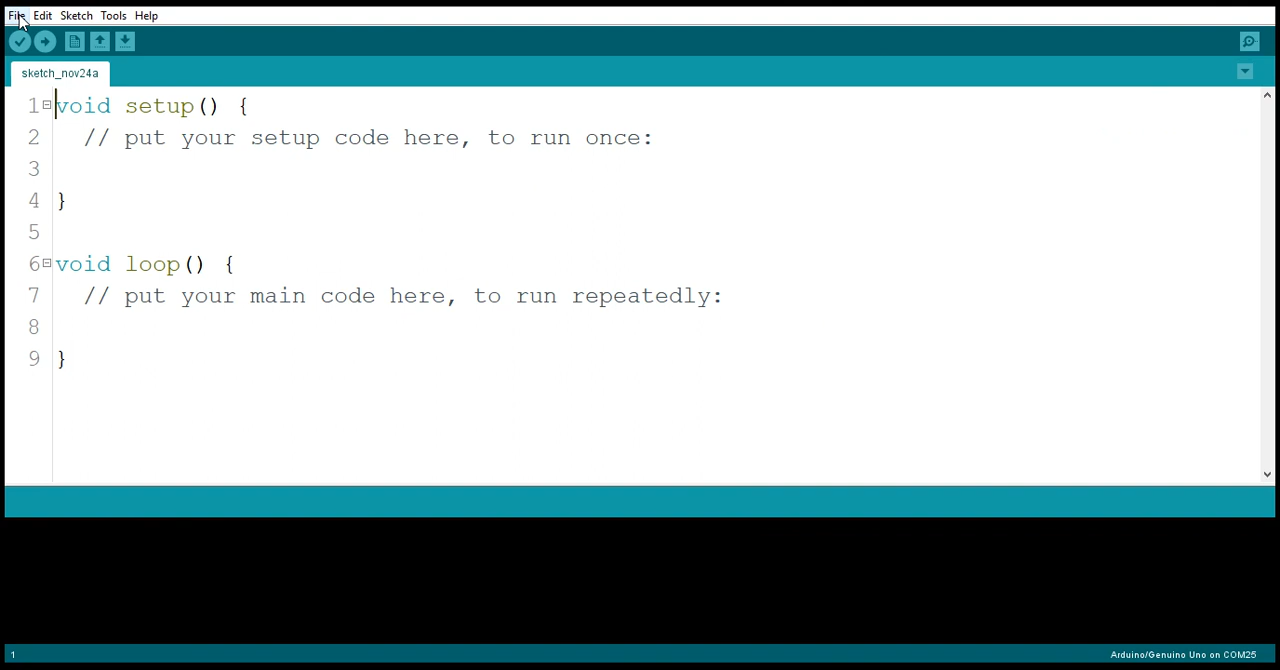 File Edit Sketch Tools Help
sketch_nov24a
1 void setup() {
2 // put your setup code here, to run once:
3
4 }
5
6 void loop() {
7 // put your main code here, to run repeatedly:
8
9 }
1 Arduino/Genuino Uno on COM25